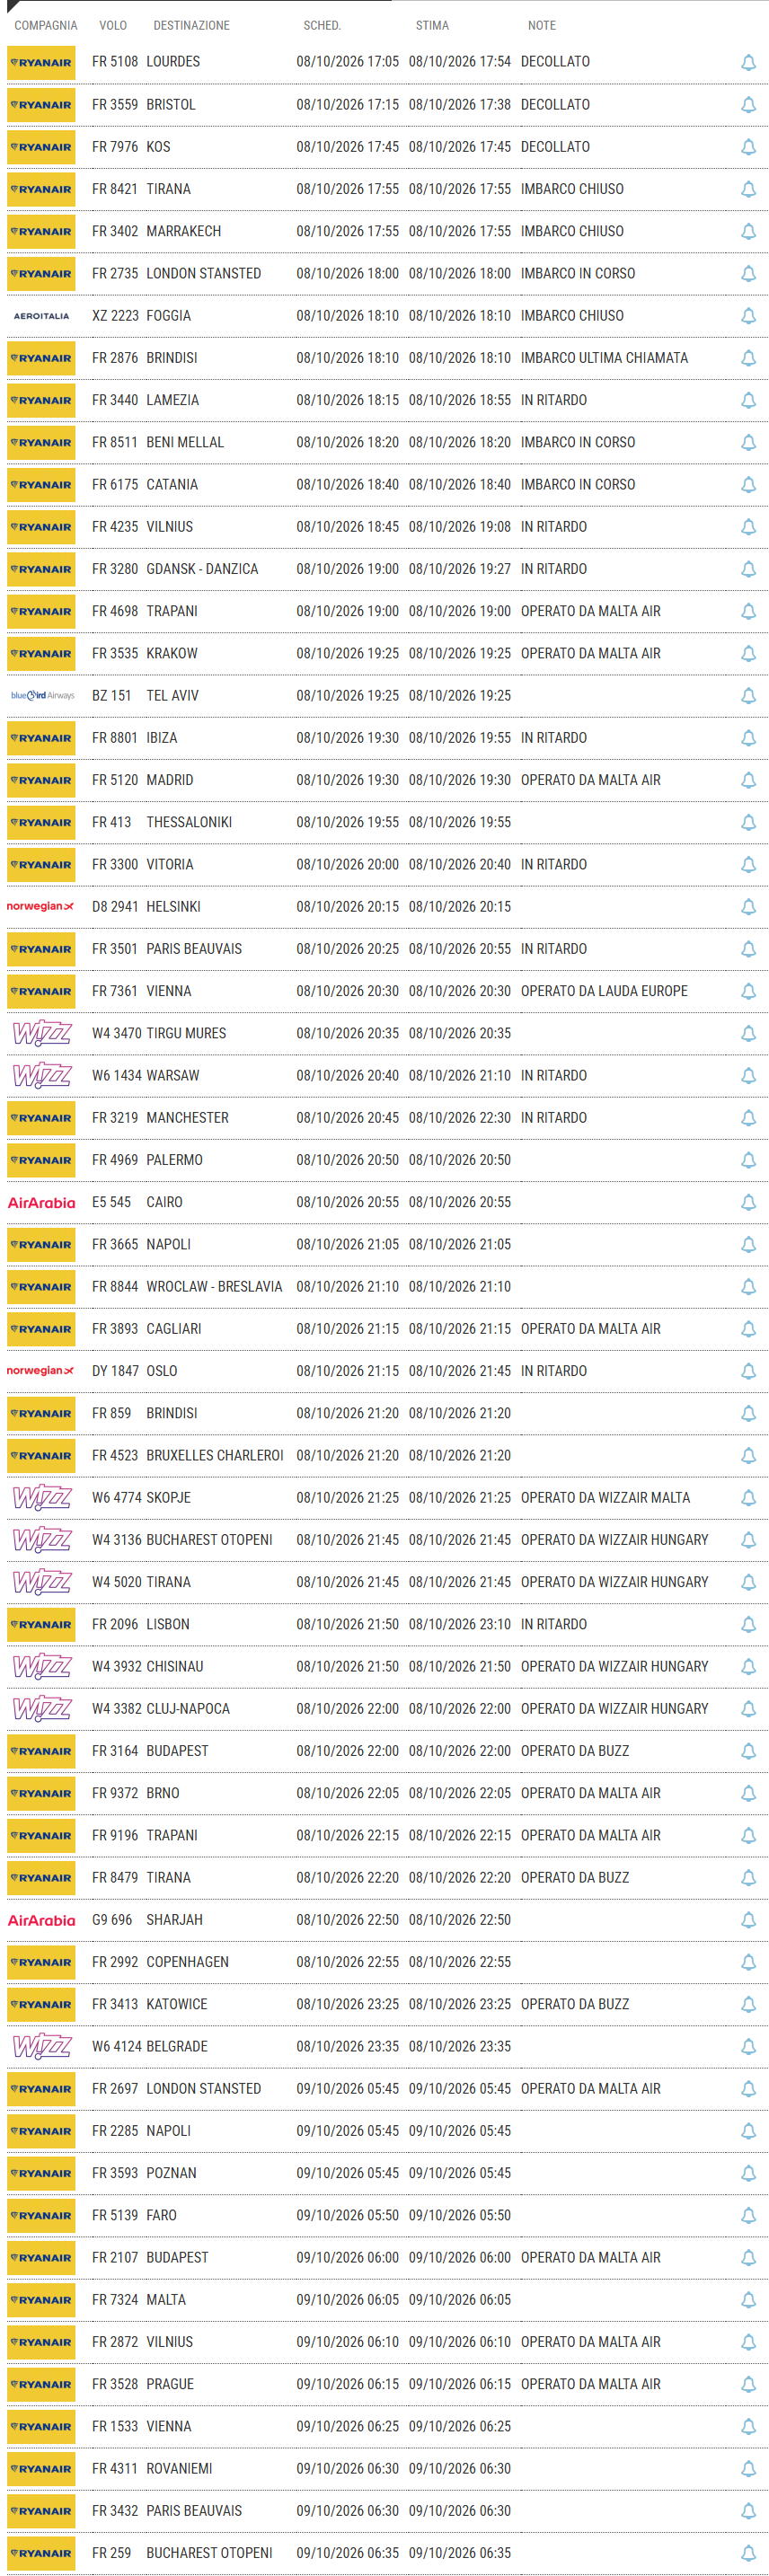 COMPAGNIA VOLO DESTINAZIONE SCHED. STIMA NOTE
RYANAIR FR 5108 LOURDES 08/10/2026 17:05 08/10/2026 17:54 DECOLLATO
RYANAIR FR 3559 BRISTOL 08/10/2026 17:15 08/10/2026 17:38 DECOLLATO
RYANAIR FR 7976 KOS 08/10/2026 17:45 08/10/2026 17:45 DECOLLATO
RYANAIR FR 8421 TIRANA 08/10/2026 17:55 08/10/2026 17:55 IMBARCO CHIUSO
RYANAIR FR 3402 MARRAKECH 08/10/2026 17:55 08/10/2026 17:55 IMBARCO CHIUSO
RYANAIR FR 2735 LONDON STANSTED 08/10/2026 18:00 08/10/2026 18:00 IMBARCO IN CORSO
AEROITALIA XZ 2223 FOGGIA 08/10/2026 18:10 08/10/2026 18:10 IMBARCO CHIUSO
RYANAIR FR 2876 BRINDISI 08/10/2026 18:10 08/10/2026 18:10 IMBARCO ULTIMA CHIAMATA
RYANAIR FR 3440 LAMEZIA 08/10/2026 18:15 08/10/2026 18:55 IN RITARDO
RYANAIR FR 8511 BENI MELLAL 08/10/2026 18:20 08/10/2026 18:20 IMBARCO IN CORSO
RYANAIR FR 6175 CATANIA 08/10/2026 18:40 08/10/2026 18:40 IMBARCO IN CORSO
RYANAIR FR 4235 VILNIUS 08/10/2026 18:45 08/10/2026 19:08 IN RITARDO
RYANAIR FR 3280 GDANSK - DANZICA 08/10/2026 19:00 08/10/2026 19:27 IN RITARDO
RYANAIR FR 4698 TRAPANI 08/10/2026 19:00 08/10/2026 19:00 OPERATO DA MALTA AIR
RYANAIR FR 3535 KRAKOW 08/10/2026 19:25 08/10/2026 19:25 OPERATO DA MALTA AIR
blueBird Airways BZ 151 TEL AVIV 08/10/2026 19:25 08/10/2026 19:25
RYANAIR FR 8801 IBIZA 08/10/2026 19:30 08/10/2026 19:55 IN RITARDO
RYANAIR FR 5120 MADRID 08/10/2026 19:30 08/10/2026 19:30 OPERATO DA MALTA AIR
RYANAIR FR 413 THESSALONIKI 08/10/2026 19:55 08/10/2026 19:55
RYANAIR FR 3300 VITORIA 08/10/2026 20:00 08/10/2026 20:40 IN RITARDO
norwegian D8 2941 HELSINKI 08/10/2026 20:15 08/10/2026 20:15
RYANAIR FR 3501 PARIS BEAUVAIS 08/10/2026 20:25 08/10/2026 20:55 IN RITARDO
RYANAIR FR 7361 VIENNA 08/10/2026 20:30 08/10/2026 20:30 OPERATO DA LAUDA EUROPE
WIZZ W4 3470 TIRGU MURES 08/10/2026 20:35 08/10/2026 20:35
WIZZ W6 1434 WARSAW 08/10/2026 20:40 08/10/2026 21:10 IN RITARDO
RYANAIR FR 3219 MANCHESTER 08/10/2026 20:45 08/10/2026 22:30 IN RITARDO
RYANAIR FR 4969 PALERMO 08/10/2026 20:50 08/10/2026 20:50
AirArabia E5 545 CAIRO 08/10/2026 20:55 08/10/2026 20:55
RYANAIR FR 3665 NAPOLI 08/10/2026 21:05 08/10/2026 21:05
RYANAIR FR 8844 WROCLAW - BRESLAVIA 08/10/2026 21:10 08/10/2026 21:10
RYANAIR FR 3893 CAGLIARI 08/10/2026 21:15 08/10/2026 21:15 OPERATO DA MALTA AIR
norwegian DY 1847 OSLO 08/10/2026 21:15 08/10/2026 21:45 IN RITARDO
RYANAIR FR 859 BRINDISI 08/10/2026 21:20 08/10/2026 21:20
RYANAIR FR 4523 BRUXELLES CHARLEROI 08/10/2026 21:20 08/10/2026 21:20
WIZZ W6 4774 SKOPJE 08/10/2026 21:25 08/10/2026 21:25 OPERATO DA WIZZAIR MALTA
WIZZ W4 3136 BUCHAREST OTOPENI 08/10/2026 21:45 08/10/2026 21:45 OPERATO DA WIZZAIR HUNGARY
WIZZ W4 5020 TIRANA 08/10/2026 21:45 08/10/2026 21:45 OPERATO DA WIZZAIR HUNGARY
RYANAIR FR 2096 LISBON 08/10/2026 21:50 08/10/2026 23:10 IN RITARDO
WIZZ W4 3932 CHISINAU 08/10/2026 21:50 08/10/2026 21:50 OPERATO DA WIZZAIR HUNGARY
WIZZ W4 3382 CLUJ-NAPOCA 08/10/2026 22:00 08/10/2026 22:00 OPERATO DA WIZZAIR HUNGARY
RYANAIR FR 3164 BUDAPEST 08/10/2026 22:00 08/10/2026 22:00 OPERATO DA BUZZ
RYANAIR FR 9372 BRNO 08/10/2026 22:05 08/10/2026 22:05 OPERATO DA MALTA AIR
RYANAIR FR 9196 TRAPANI 08/10/2026 22:15 08/10/2026 22:15 OPERATO DA MALTA AIR
RYANAIR FR 8479 TIRANA 08/10/2026 22:20 08/10/2026 22:20 OPERATO DA BUZZ
AirArabia G9 696 SHARJAH 08/10/2026 22:50 08/10/2026 22:50
RYANAIR FR 2992 COPENHAGEN 08/10/2026 22:55 08/10/2026 22:55
RYANAIR FR 3413 KATOWICE 08/10/2026 23:25 08/10/2026 23:25 OPERATO DA BUZZ
WIZZ W6 4124 BELGRADE 08/10/2026 23:35 08/10/2026 23:35
RYANAIR FR 2697 LONDON STANSTED 09/10/2026 05:45 09/10/2026 05:45 OPERATO DA MALTA AIR
RYANAIR FR 2285 NAPOLI 09/10/2026 05:45 09/10/2026 05:45
RYANAIR FR 3593 POZNAN 09/10/2026 05:45 09/10/2026 05:45
RYANAIR FR 5139 FARO 09/10/2026 05:50 09/10/2026 05:50
RYANAIR FR 2107 BUDAPEST 09/10/2026 06:00 09/10/2026 06:00 OPERATO DA MALTA AIR
RYANAIR FR 7324 MALTA 09/10/2026 06:05 09/10/2026 06:05
RYANAIR FR 2872 VILNIUS 09/10/2026 06:10 09/10/2026 06:10 OPERATO DA MALTA AIR
RYANAIR FR 3528 PRAGUE 09/10/2026 06:15 09/10/2026 06:15 OPERATO DA MALTA AIR
RYANAIR FR 1533 VIENNA 09/10/2026 06:25 09/10/2026 06:25
RYANAIR FR 4311 ROVANIEMI 09/10/2026 06:30 09/10/2026 06:30
RYANAIR FR 3432 PARIS BEAUVAIS 09/10/2026 06:30 09/10/2026 06:30
RYANAIR FR 259 BUCHAREST OTOPENI 09/10/2026 06:35 09/10/2026 06:35